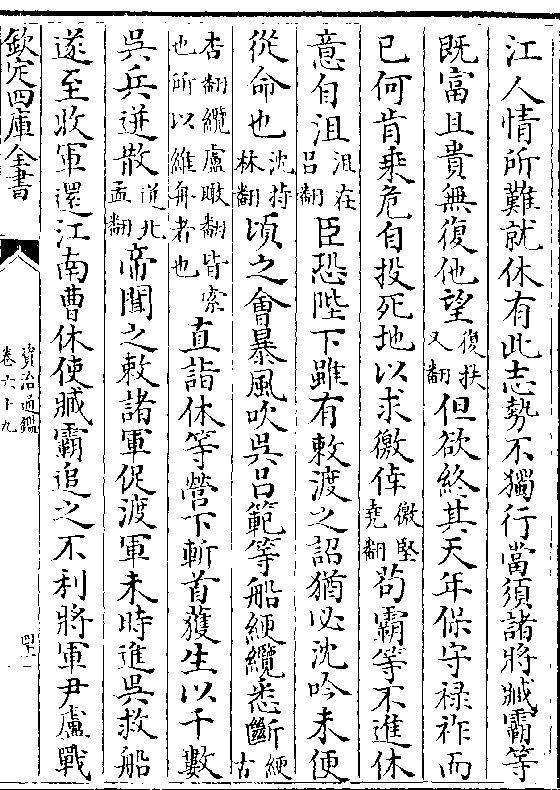 江人情所難就休有此志勢不獨行當須諸將臧霸等
既富且貴無復他望復扶又翻但欲終其天年保守禄祚而
已何肯乘危自投死地以求徼倖徼堅堯翻茍霸等不進休
意自沮沮在吕翻臣恐陛下雖有敕渡之詔猶必沈吟未便
從命也沈持林翻頃之會暴風吹吳吕範等船綆纜悉斷綆古
杏翻纜盧瞰翻皆索也所以維舟者也直詣休等營下斬首獲生以千數
吳兵迸散迸北孟翻帝聞之敕諸軍促渡軍未時進吳救船
遂至收軍還江南曹休使臧霸追之不利將軍尹盧戰
欽定四庫全書
資治通鑑
卷六十九